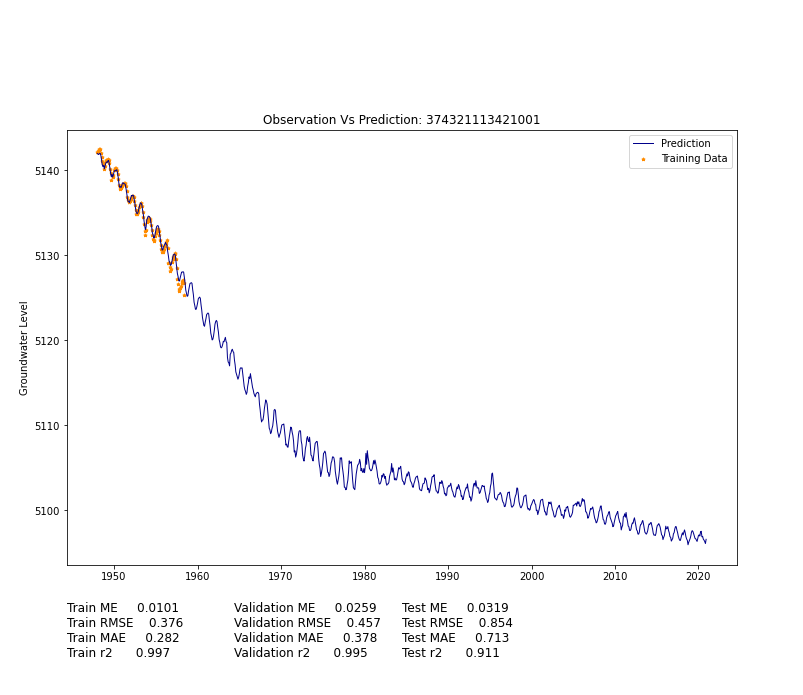 Observation Vs Prediction: 374321113421001
Prediction
Training Data
5140
5130
5120
5110
5100
Groundwater Level
1950 1960 1970 1980 1990 2000 2010 2020
Train ME 0.0101 Validation ME 0.0259 Test ME 0.0319
Train RMSE 0.376 Validation RMSE 0.457 Test RMSE 0.854
Train MAE 0.282 Validation MAE 0.378 Test MAE 0.713
Train r2 0.997 Validation r2 0.995 Test r2 0.911